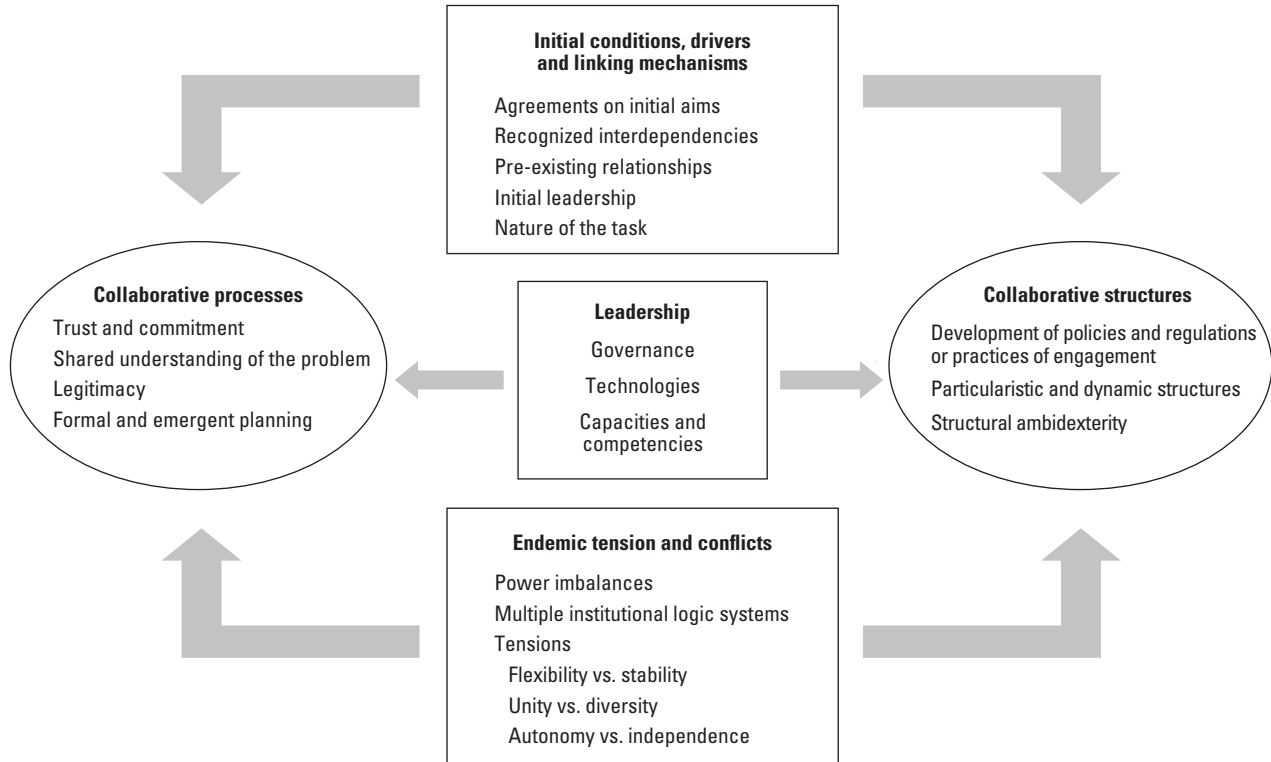 Initial conditions, drivers
and linking mechanisms
Agreements on initial aims
Recognized interdependencies
Pre-existing relationships
Initial leadership
Nature of the task
Collaborative processes
Trust and commitment
Shared understanding of the problem
Legitimacy
Formal and emergent planning
Leadership
Governance
Technologies
Capacities and
competencies
Collaborative structures
Development of policies and regulations
or practices of engagement
Particularistic and dynamic structures
Structural ambidexterity
Endemic tension and conflicts
Power imbalances
Multiple institutional logic systems
Tensions
Flexibility vs. stability
Unity vs. diversity
Autonomy vs. independence